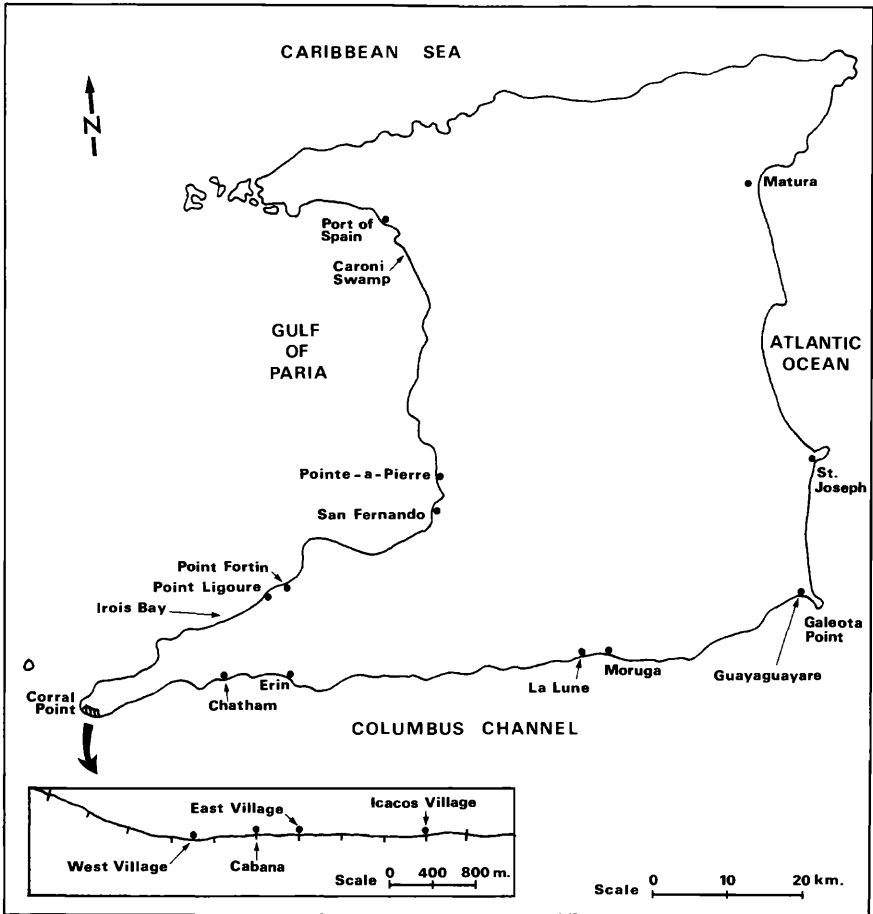 CARIBBEAN SEA
N
Matura
Port of
Spain
Caroni
Swamp
GULF
OF
PARIA
ATLANTIC
OCEAN
Pointe-a-Pierre
St.
Joseph
San Fernando
Point Fortin
Point Ligoure
Irois Bay
Galeota
Point
Guayaguayare
Moruga
La Lune
Erin
Chatham
Corral
Point
COLUMBUS CHANNEL
East Village
Icacos Village
West Village
Cabana
Scale 0 400 800 m.
Scale 0 10 20 km.